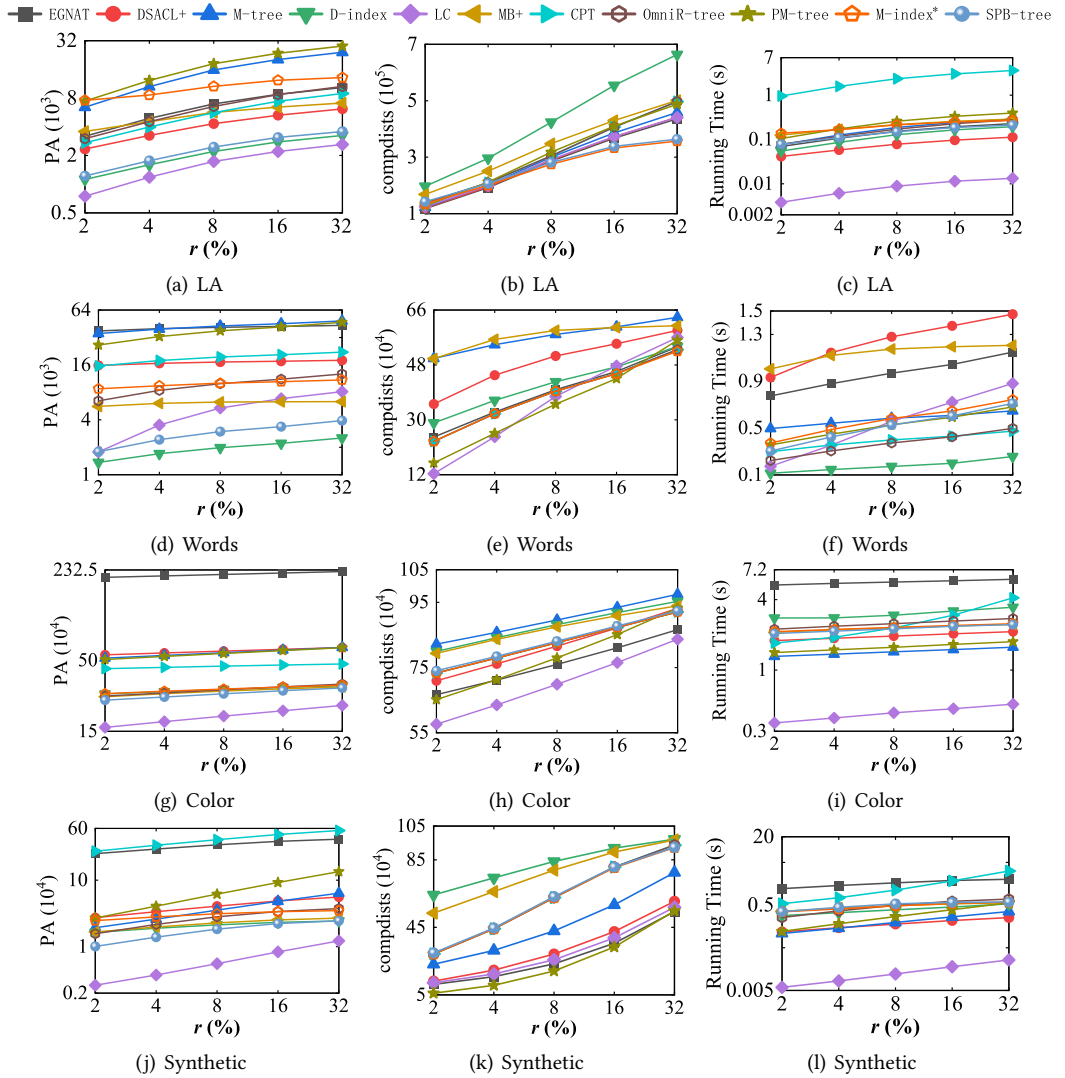 EGNAT DSACL+ M-tree D-index LC MB+ CPT OmniR-tree PM-tree M-index* SPB-tree
PA (10³)
32
8
2
0.5
2 4 8 16 32
r (%)
(a) LA
compdists (10⁵)
7
5
3
1
2 4 8 16 32
r (%)
(b) LA
Running Time (s)
7
1
0.1
0.01
0.002
2 4 8 16 32
r (%)
(c) LA
PA (10³)
64
16
4
1
2 4 8 16 32
r (%)
(d) Words
compdists (10⁴)
66
48
30
12
2 4 8 16 32
r (%)
(e) Words
Running Time (s)
1.5
1.3
0.9
0.5
0.1
2 4 8 16 32
r (%)
(f) Words
PA (10⁴)
232.5
50
15
2 4 8 16 32
r (%)
(g) Color
compdists (10⁴)
105
95
75
55
2 4 8 16 32
r (%)
(h) Color
Running Time (s)
7.2
4
1
0.3
2 4 8 16 32
r (%)
(i) Color
PA (10⁴)
60
10
1
0.2
2 4 8 16 32
r (%)
(j) Synthetic
compdists (10⁴)
105
85
45
5
2 4 8 16 32
r (%)
(k) Synthetic
Running Time (s)
20
0.5
0.005
2 4 8 16 32
r (%)
(l) Synthetic